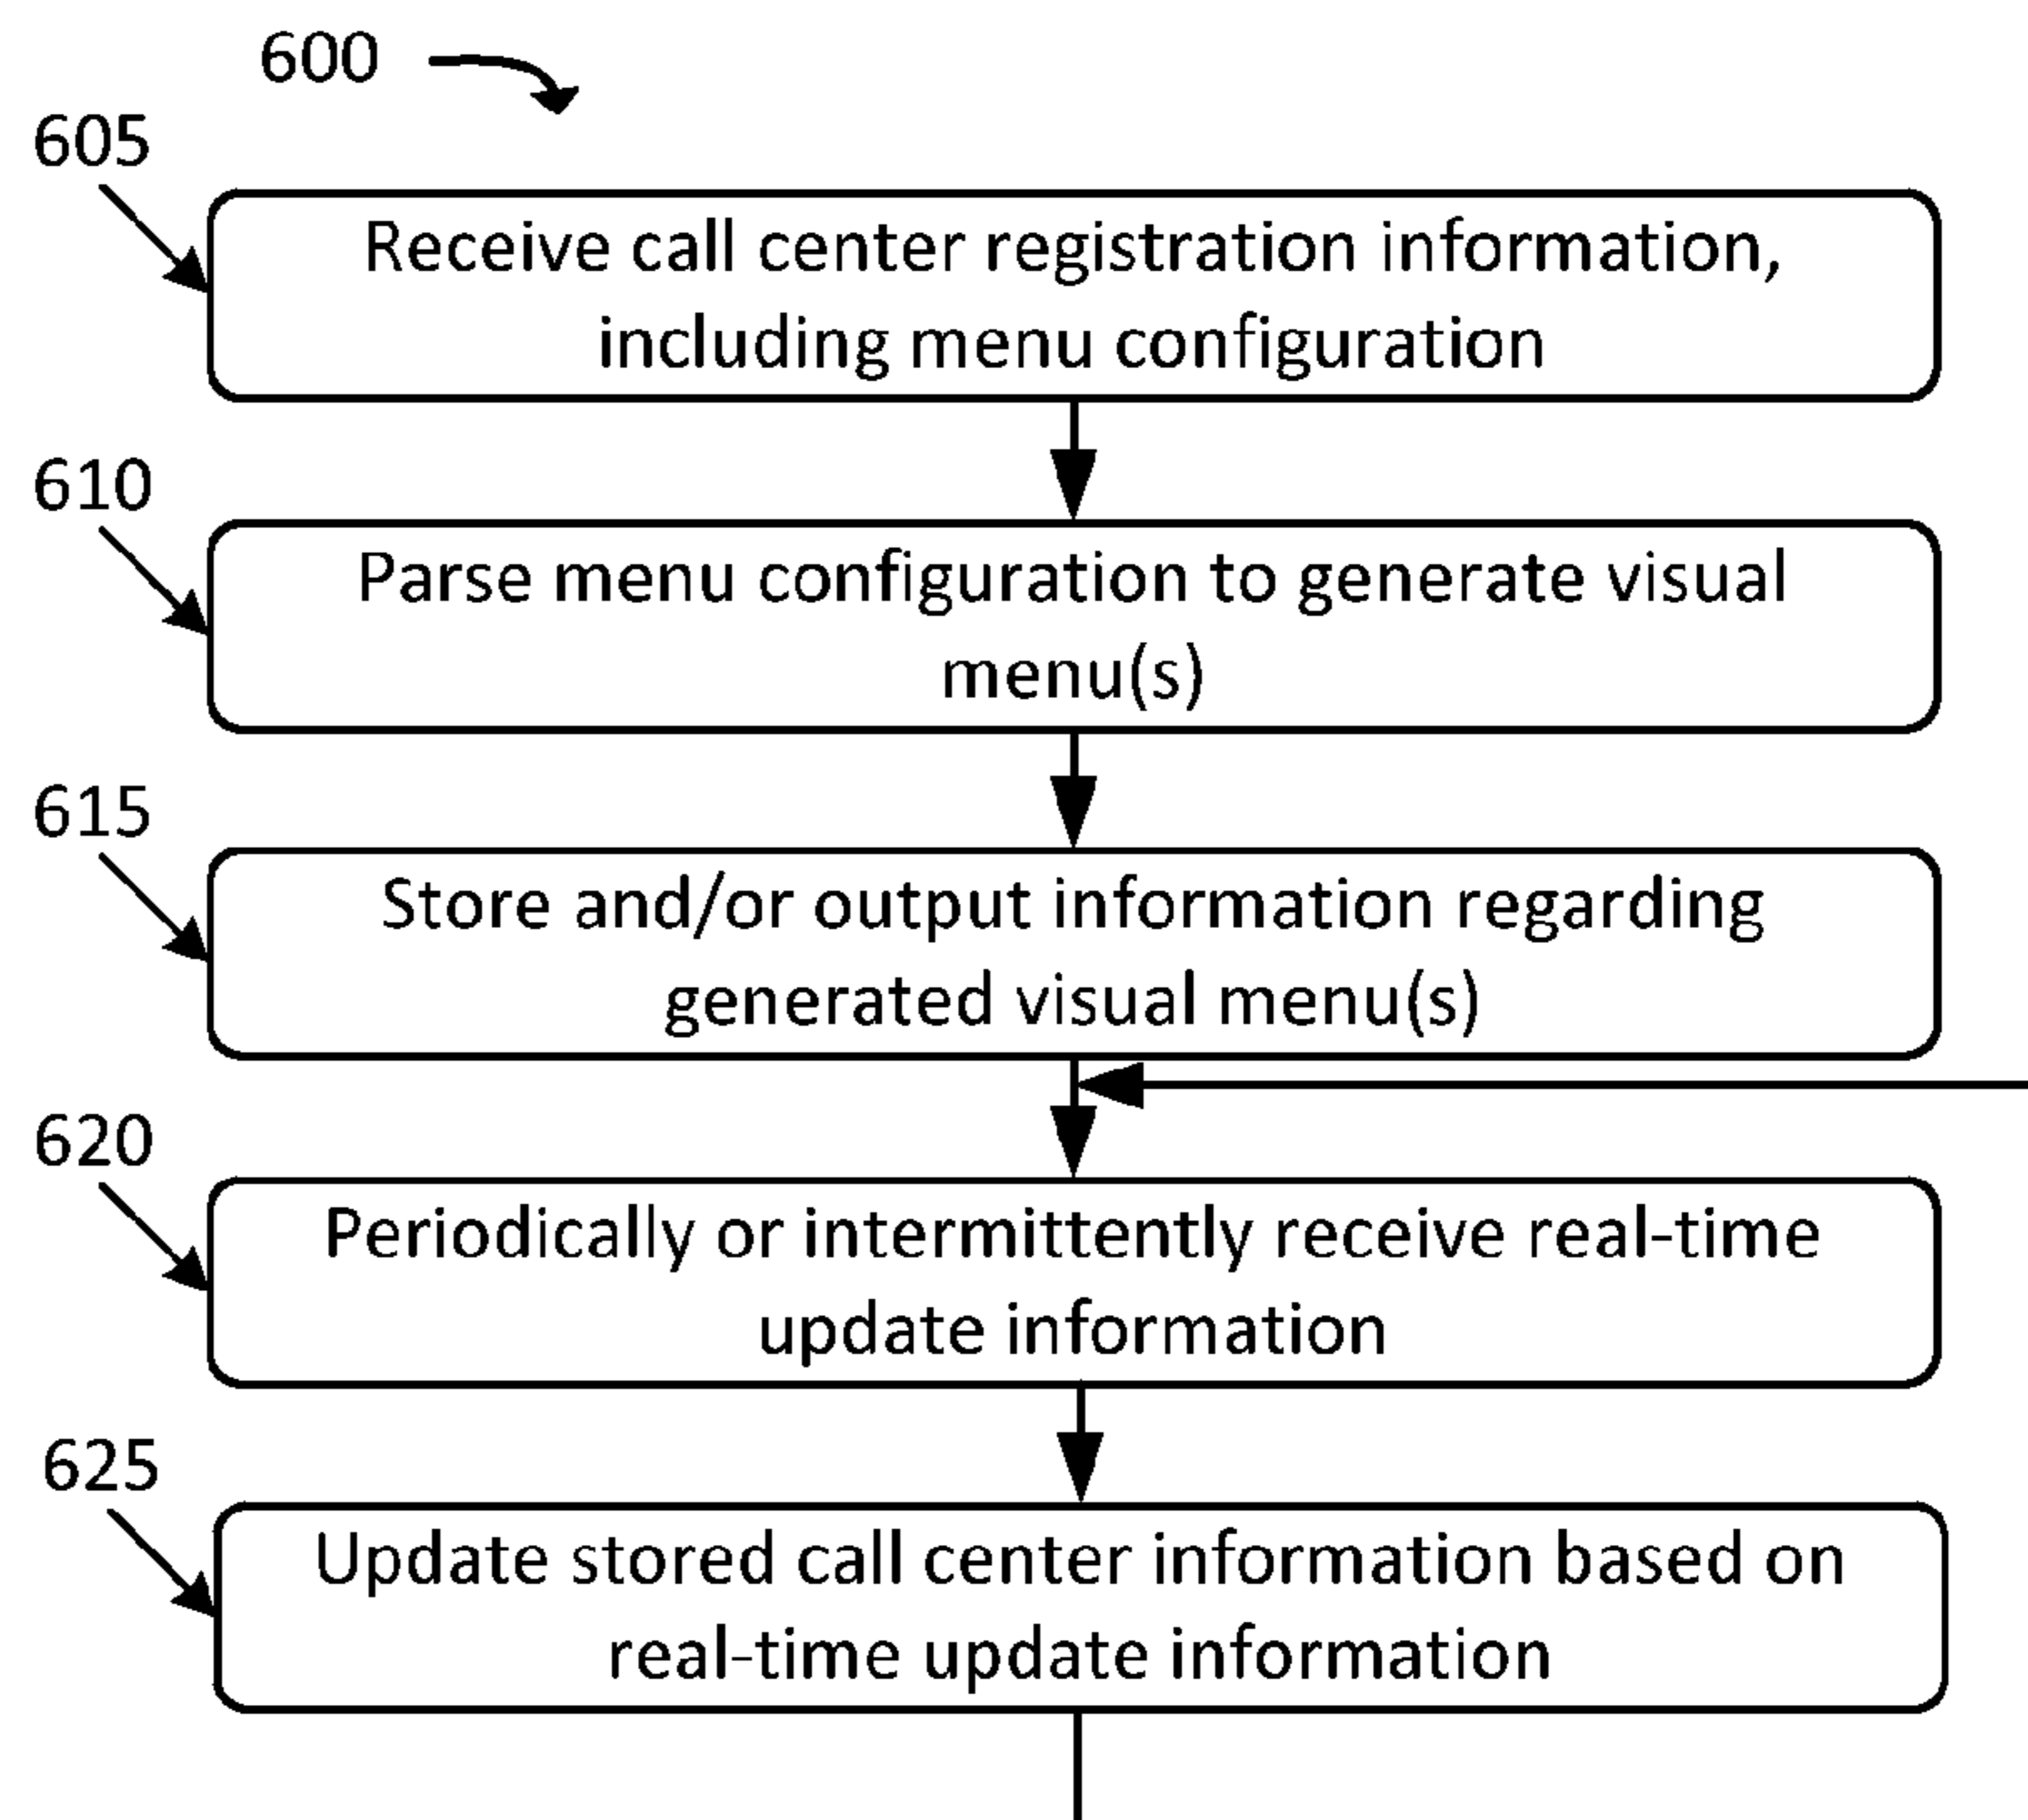 600
605
Receive call center registration information,
including menu configuration
610
Parse menu configuration to generate visual
menu(s)
615
Store and/or output information regarding
generated visual menu(s)
620
Periodically or intermittently receive real-time
update information
625
Update stored call center information based on
real-time update information